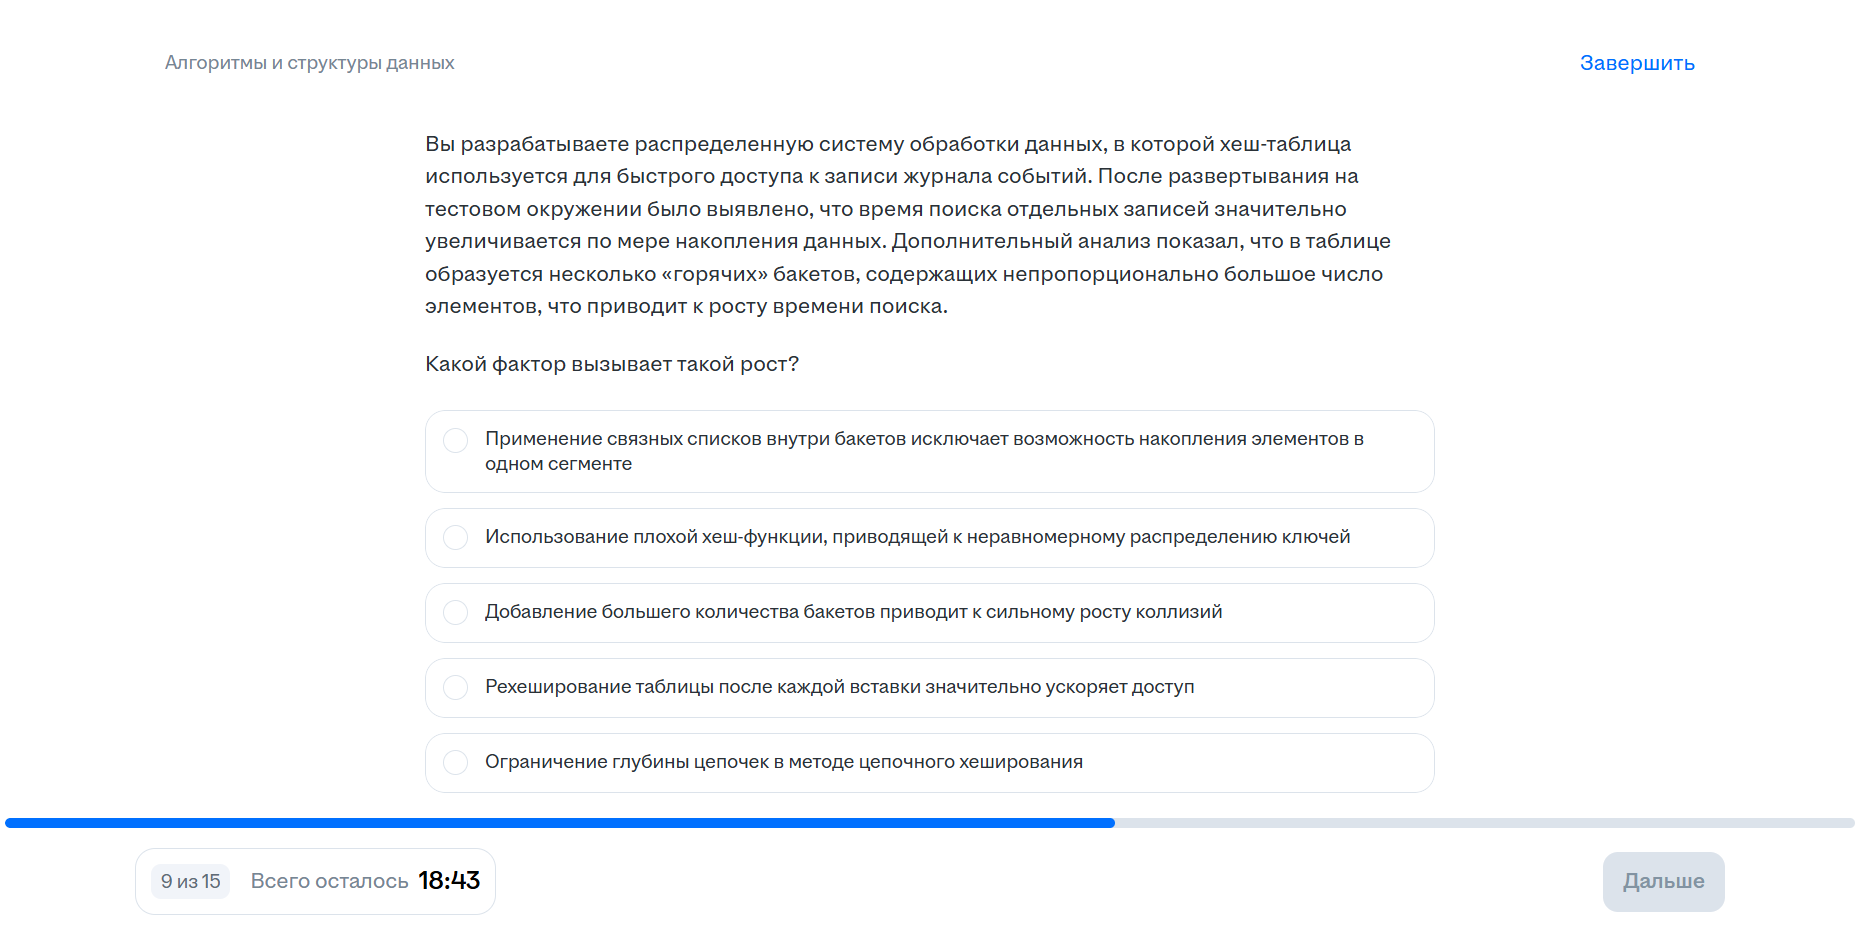 Алгоритмы и структуры данных
Завершить
Вы разрабатываете распределенную систему обработки данных, в которой хеш-таблица
используется для быстрого доступа к записи журнала событий. После развертывания на
тестовом окружении было выявлено, что время поиска отдельных записей значительно
увеличивается по мере накопления данных. Дополнительный анализ показал, что в таблице
образуется несколько «горячих» бакетов, содержащих непропорционально большое число
элементов, что приводит к росту времени поиска.
Какой фактор вызывает такой рост?
Применение связных списков внутри бакетов исключает возможность накопления элементов в
одном сегменте
Использование плохой хеш-функции, приводящей к неравномерному распределению ключей
Добавление большего количества бакетов приводит к сильному росту коллизий
Рехеширование таблицы после каждой вставки значительно ускоряет доступ
Ограничение глубины цепочек в методе цепочного хеширования
9 из 15
Всего осталось 18:43
Дальше